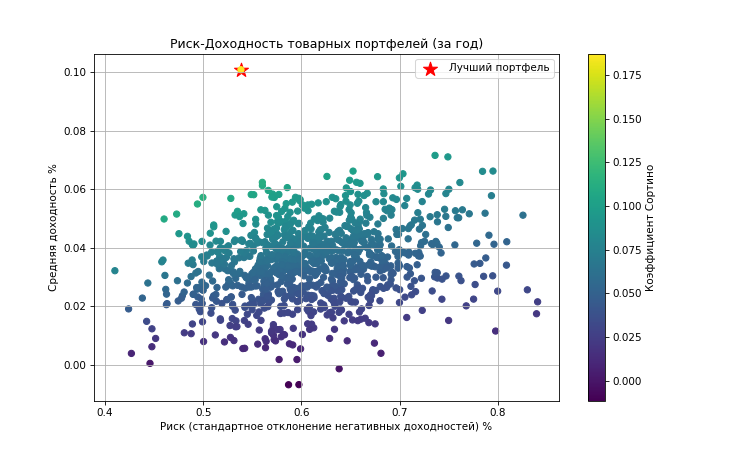 Риск-Доходность товарных портфелей (за год)
Лучший портфель
Средняя доходность %
0.10
0.08
0.06
0.04
0.02
0.00
0.4 0.5 0.6 0.7 0.8
Риск (стандартное отклонение негативных доходностей) %
0.175
0.150
0.125
0.100
0.075
0.050
0.025
0.000
Коэффициент Сортино